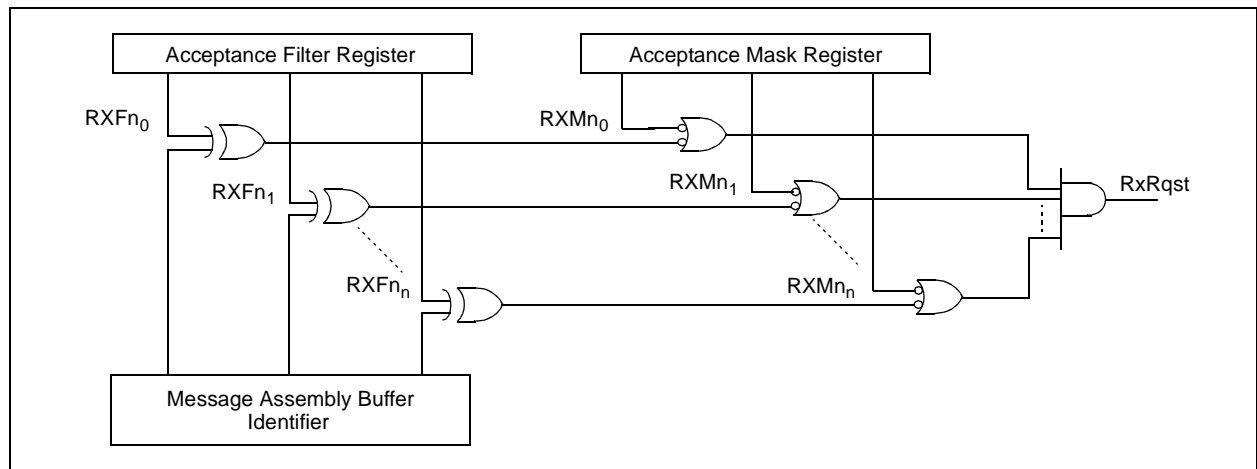 Acceptance Filter Register
Acceptance Mask Register
RXFn0
RXMn0
RXFn1
RXMn1
RxRqst
RXFnn
RXMnn
Message Assembly Buffer
Identifier